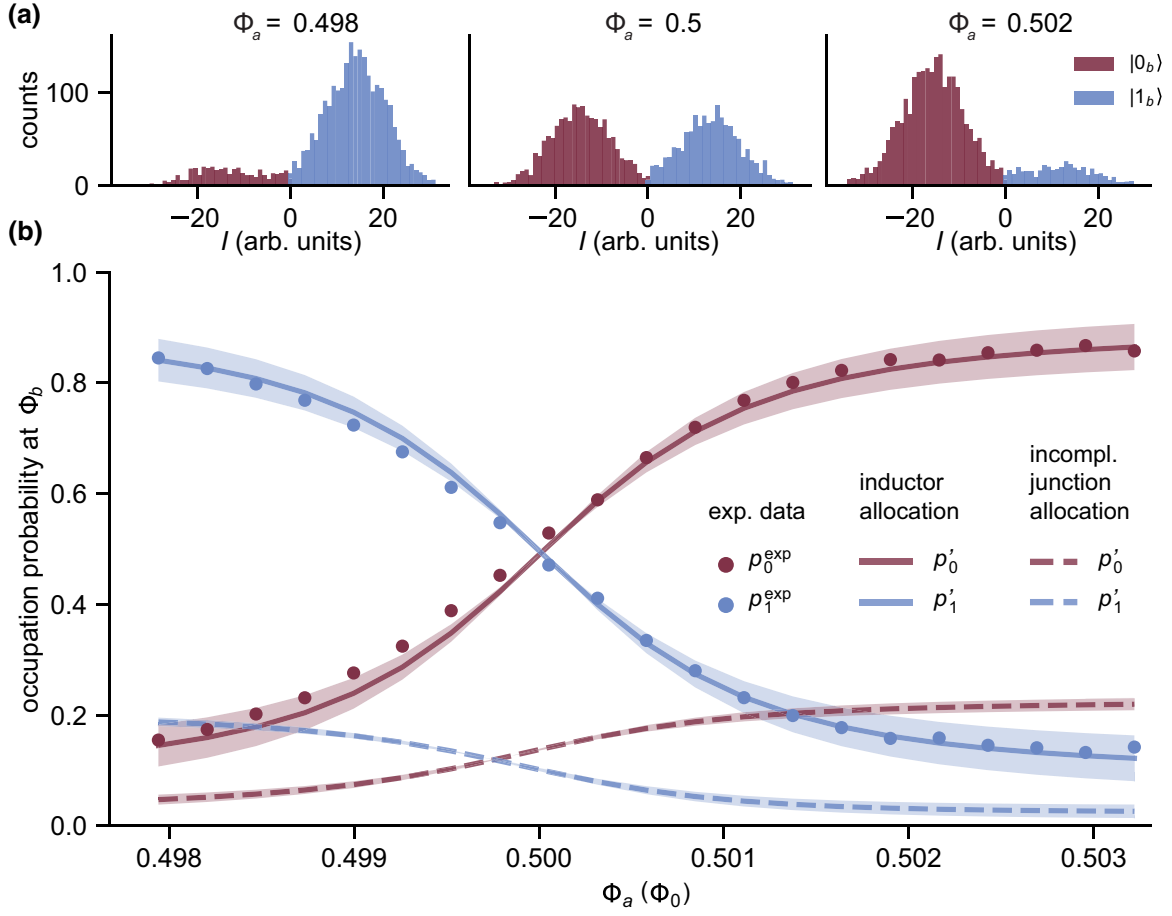 (a)
Φa = 0.498
Φa = 0.5
Φa = 0.502
|0b⟩
|1b⟩
counts
100
0
−20 0 20
−20 0 20
−20 0 20
I (arb. units)
I (arb. units)
I (arb. units)
(b)
occupation probability at Φb
1.0
0.8
0.6
0.4
0.2
0.0
exp. data
inductor
allocation
incompl.
junction
allocation
p0exp
p′0
p′0
p1exp
p′1
p′1
0.498 0.499 0.500 0.501 0.502 0.503
Φa (Φ0)